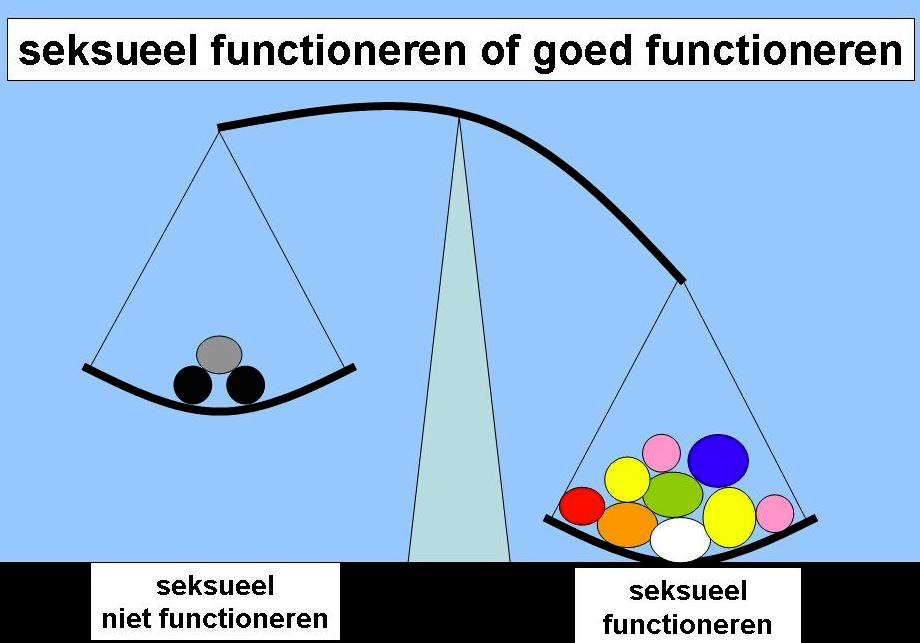 seksueel functioneren of goed functioneren
seksueel
niet functioneren
seksueel
functioneren